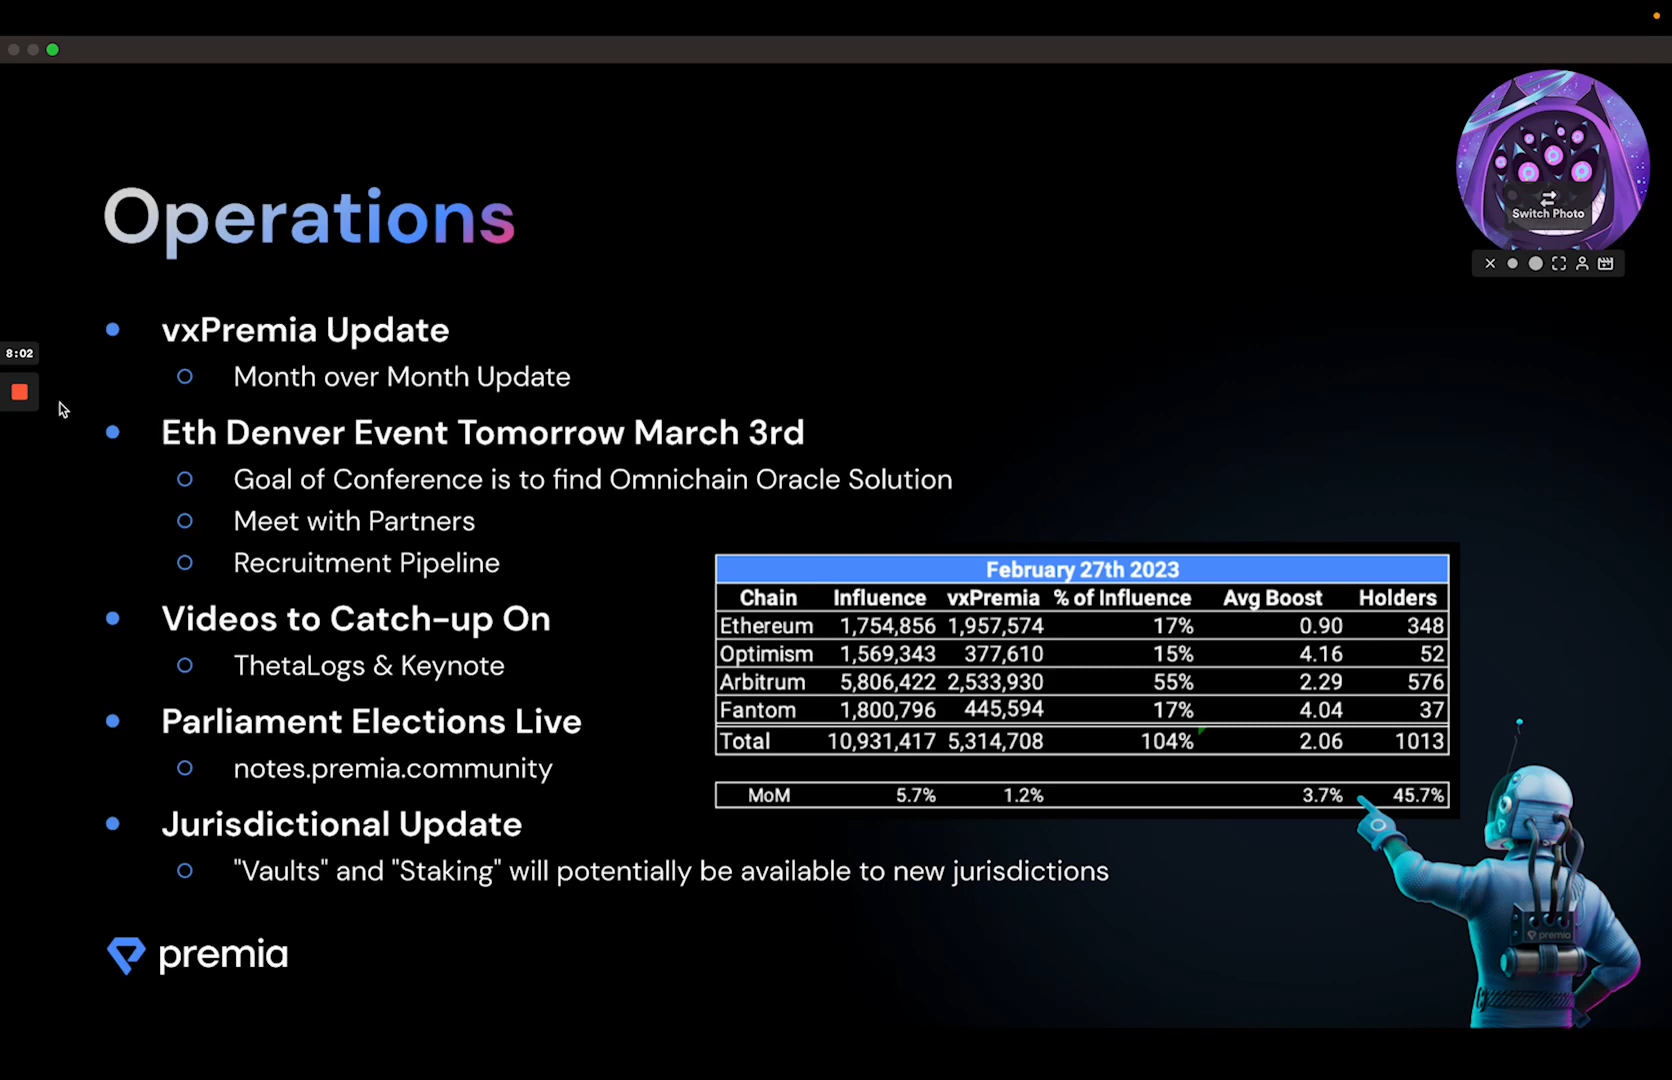 Switch Photo
Operations
vxPremia Update
Month over Month Update
8:02
Eth Denver Event Tomorrow March 3rd
Goal of Conference is to find Omnichain Oracle Solution
Meet with Partners
Recruitment Pipeline
Videos to Catch-up On
ThetaLogs & Keynote
Parliament Elections Live
notes.premia.community
Jurisdictional Update
"Vaults" and "Staking" will potentially be available to new jurisdictions
February 27th 2023
Chain Influence vxPremia % of Influence Avg Boost Holders
Ethereum 1,754,856 1,957,574 17% 0.90 348
Optimism 1,569,343 377,610 15% 4.16 52
Arbitrum 5,806,422 2,533,930 55% 2.29 576
Fantom 1,800,796 445,594 17% 4.04 37
Total 10,931,417 5,314,708 104% 2.06 1013
MoM 5.7% 1.2% 3.7% 45.7%
premia
premia